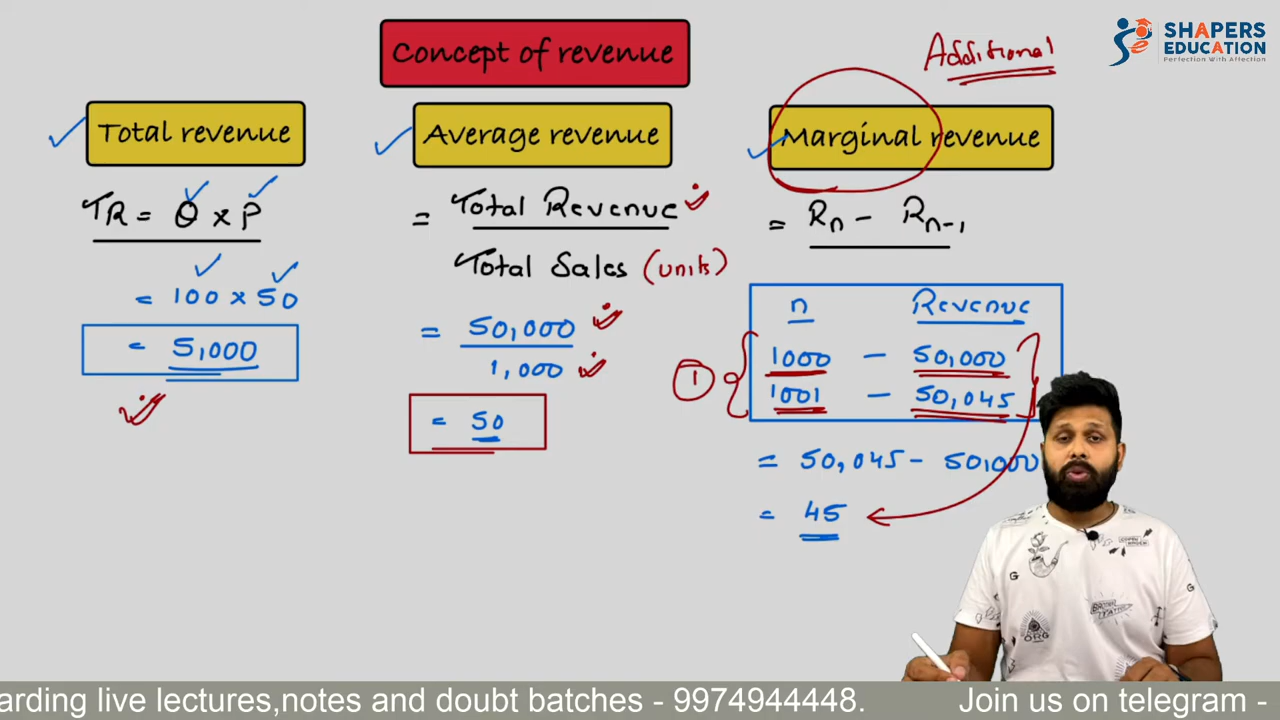 Concept of revenue
Additional
SHAPERS
EDUCATION
Perfection With Affection
Total revenue
TR = Q x P
= 100 x 50
= 5,000
Average revenue
= Total Revenue
Total Sales (units)
= 50,000
1,000
= 50
Marginal revenue
= Rn - Rn-1
n Revenue
1000 - 50,000
1001 - 50,045
1
= 50,045 - 50,000
= 45
arding live lectures,notes and doubt batches - 9974944448. Join us on telegram -